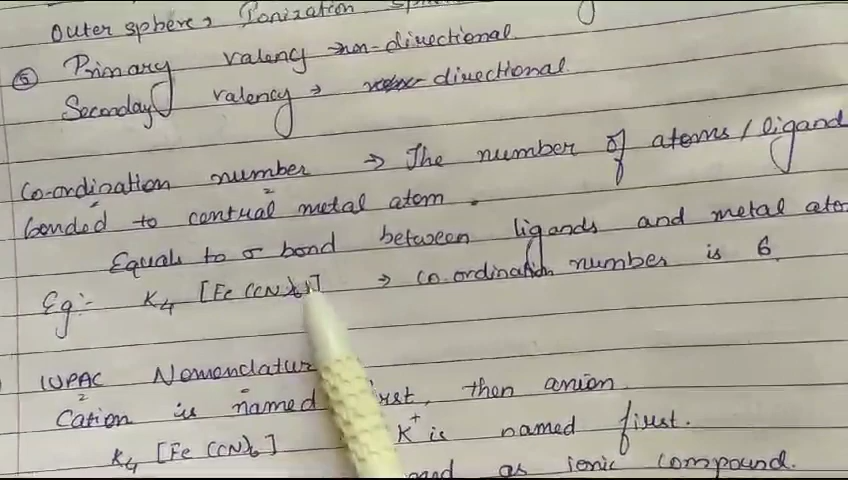 Outer sphere, Ionization
⑤ Primary valency → non-directional
Seconday valency → directional
Co-ordination number ⇒ The number of atoms/ligand
bonded to central metal atom.
Equals to σ bond between ligands and metal ato
Eg:- K4 [Fe (CN)6] ⇒ Co.ordination number is 6
IUPAC Nomenclatur
Cation is named first, then anion
K4 [Fe (CN)6] K+ is named first.
as ionic compound.